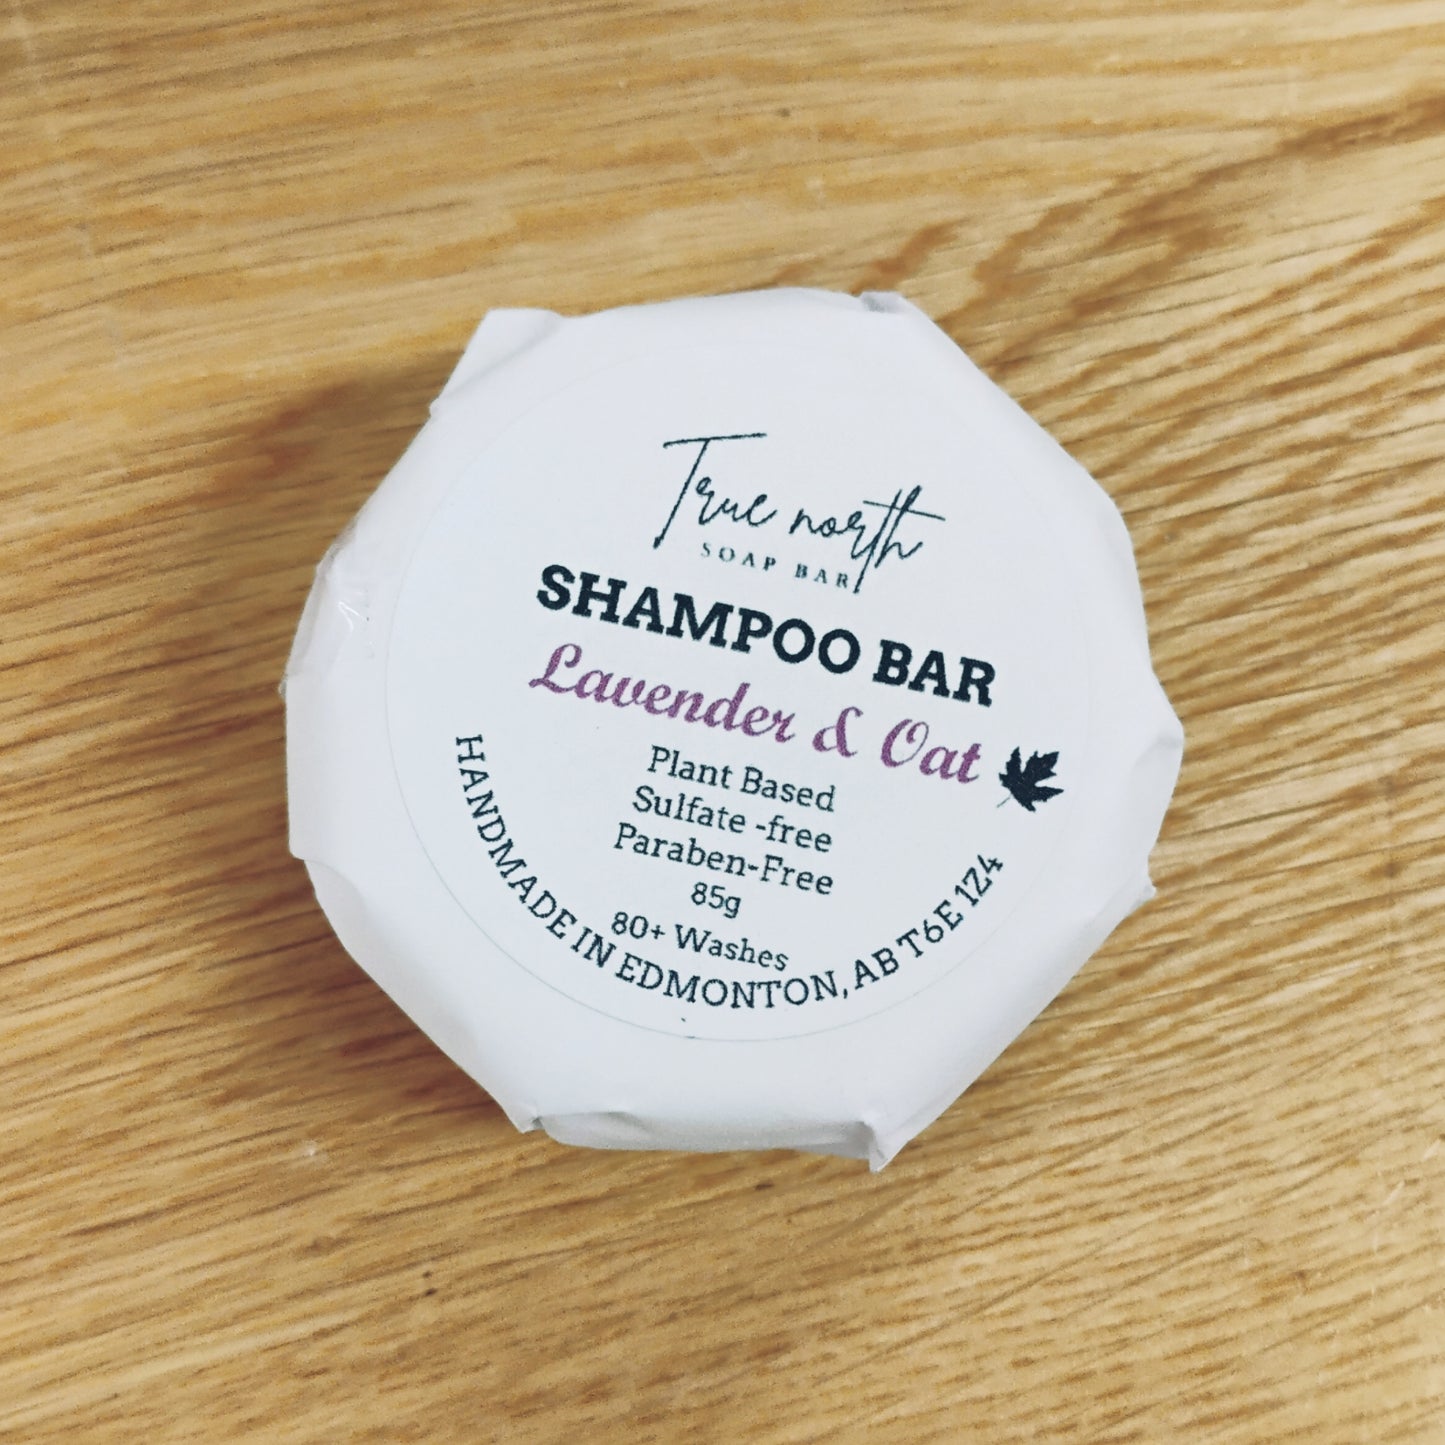 True north
SOAP BAR
SHAMPOO BAR
Lavender & Oat
Plant Based
Sulfate -free
Paraben-Free
85g
80+ Washes
HANDMADE IN EDMONTON, AB T6E 1Z4